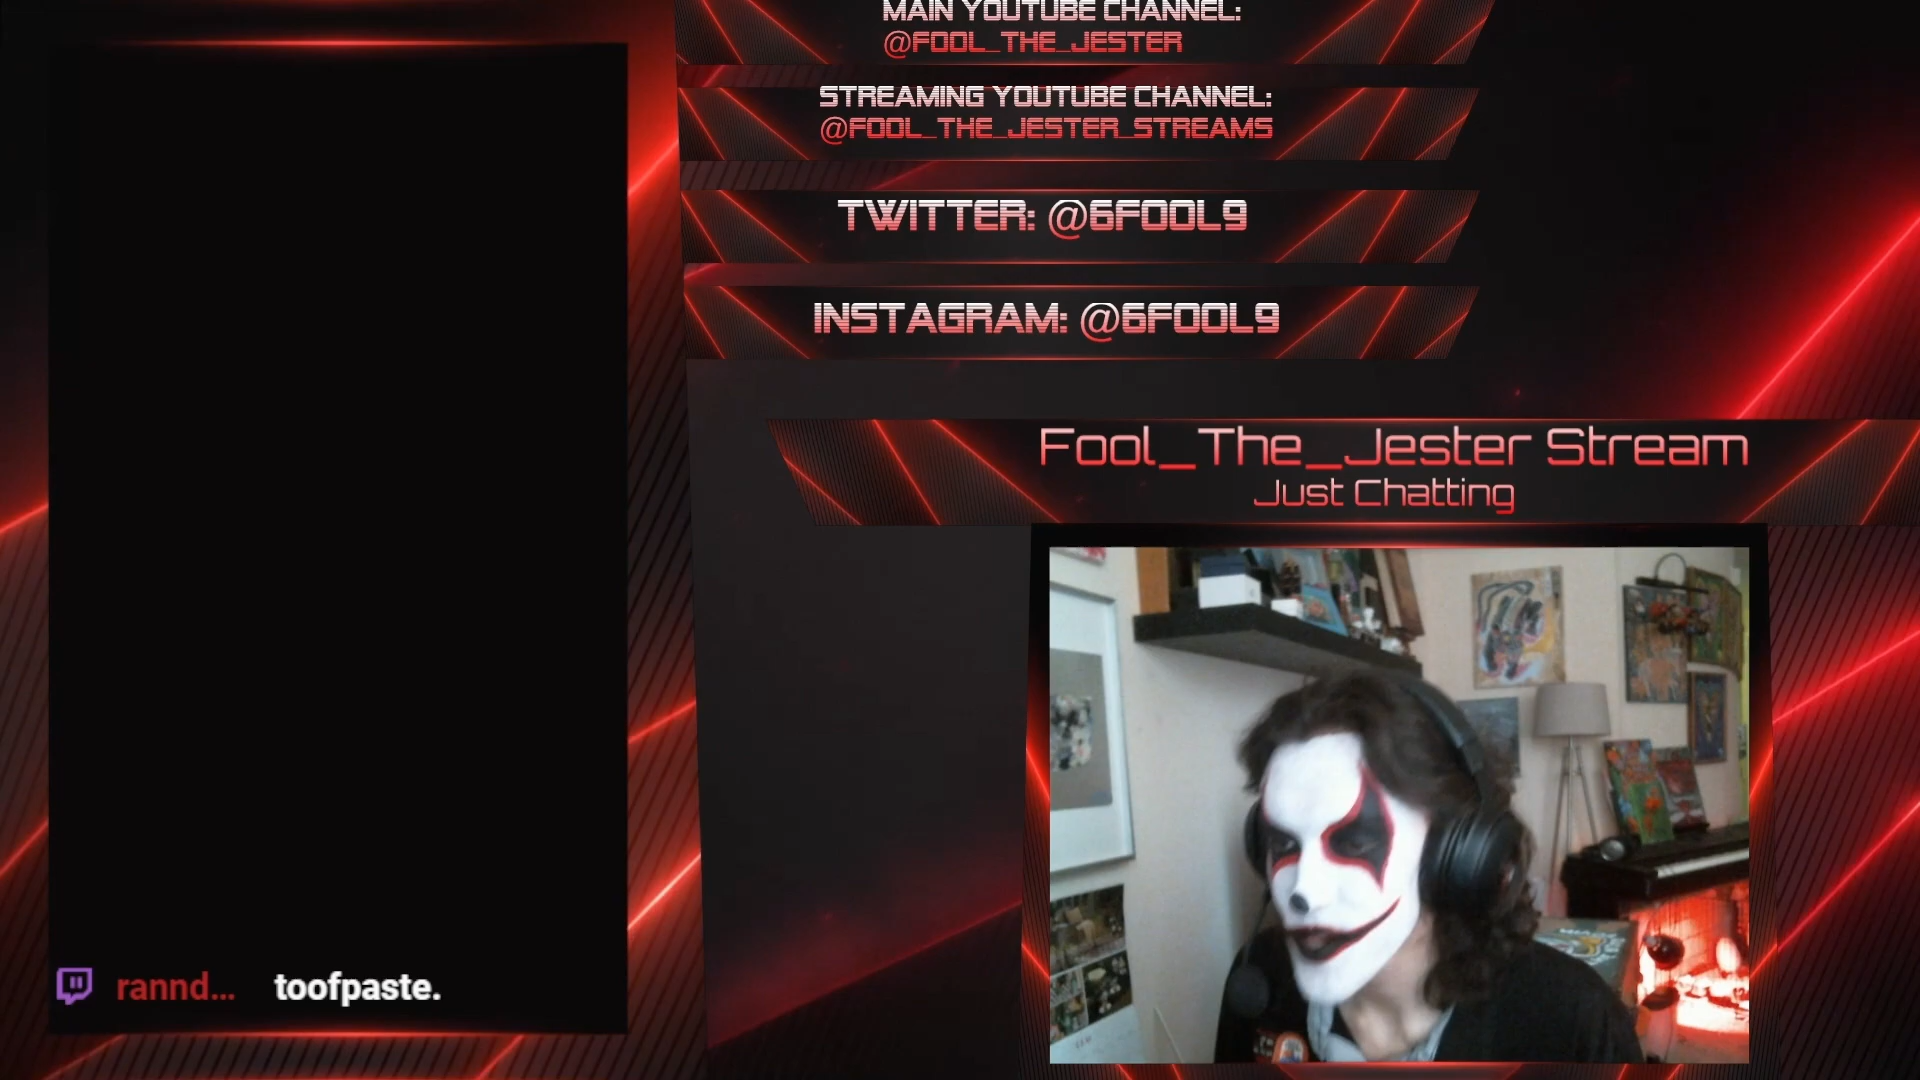 MAIN YOUTUBE CHANNEL:
@FOOL_THE_JESTER
STREAMING YOUTUBE CHANNEL:
@FOOL_THE_JESTER_STREAMS
TWITTER: @6FOOL9
INSTAGRAM: @6FOOL9
Fool_The_Jester Stream
Just Chatting
rannd... toofpaste.